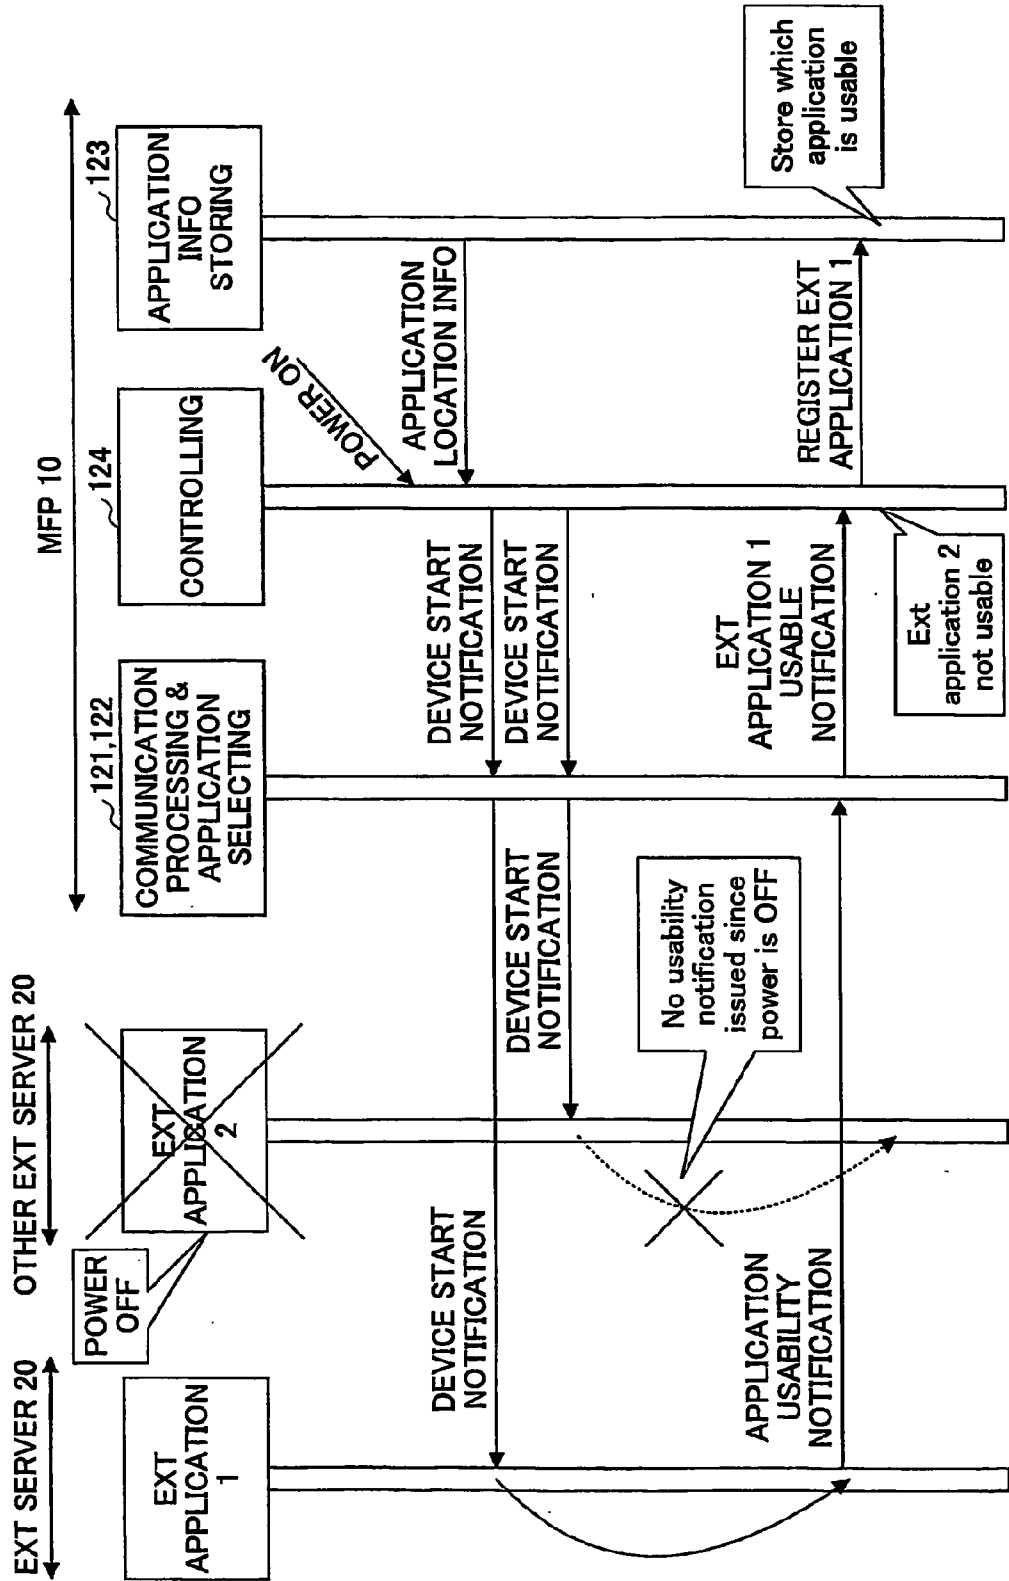 EXT SERVER 20
OTHER EXT SERVER 20
MFP 10
EXT
APPLICATION
1
POWER
OFF
EXT
APPLICATION
2
121,122
COMMUNICATION
PROCESSING &
APPLICATION
SELECTING
124
CONTROLLING
123
APPLICATION
INFO
STORING
POWER ON
APPLICATION
LOCATION INFO
DEVICE START
NOTIFICATION
DEVICE START
NOTIFICATION
DEVICE START
NOTIFICATION
DEVICE START
NOTIFICATION
No usability
notification
issued since
power is OFF
APPLICATION
USABILITY
NOTIFICATION
EXT
APPLICATION 1
USABLE
NOTIFICATION
Ext
application 2
not usable
REGISTER EXT
APPLICATION 1
Store which
application
is usable